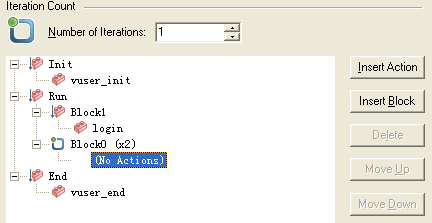 Iteration Count
Number of Iterations: 1
Init
vuser_init
Run
Block1
login
Block0 (x2)
(No Actions)
End
vuser_end
Insert Action
Insert Block
Delete
Move Up
Move Down